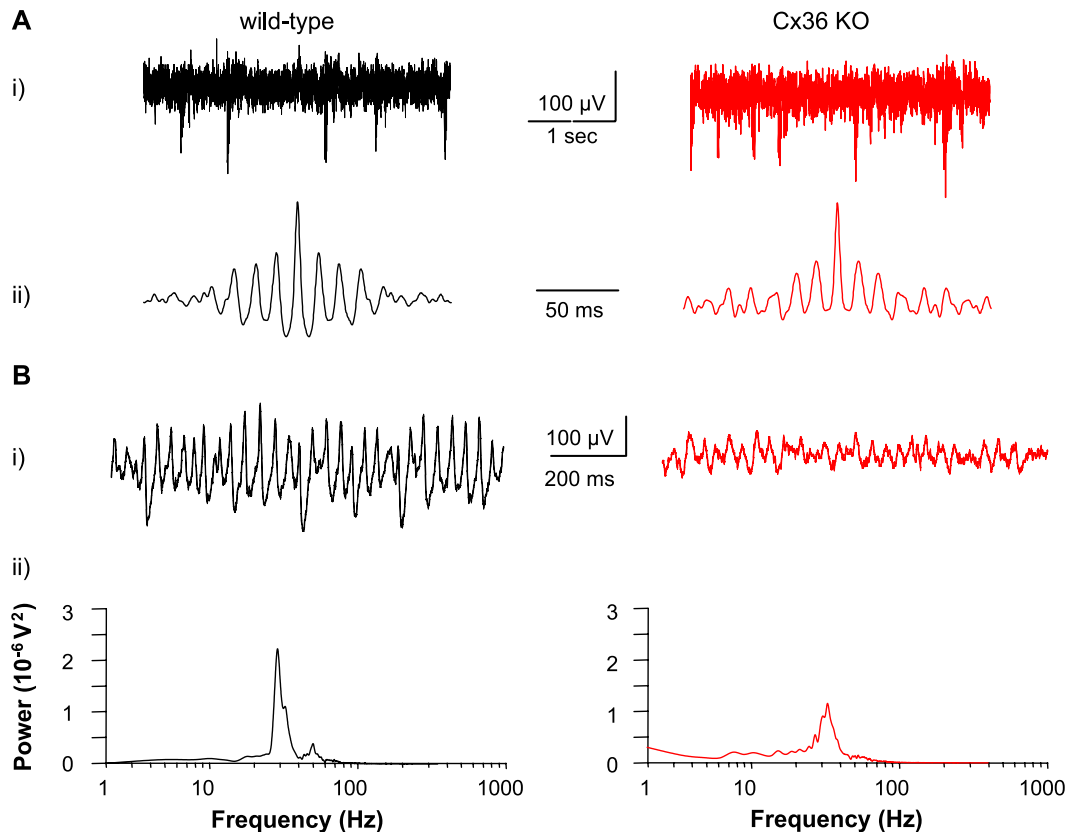 A
wild-type
Cx36 KO
i)
100 µV
1 sec
ii)
50 ms
B
i)
100 µV
200 ms
ii)
Power (10⁻⁶V²)
3
2
1
0
1
10
100
1000
Frequency (Hz)
3
2
1
0
1
10
100
1000
Frequency (Hz)